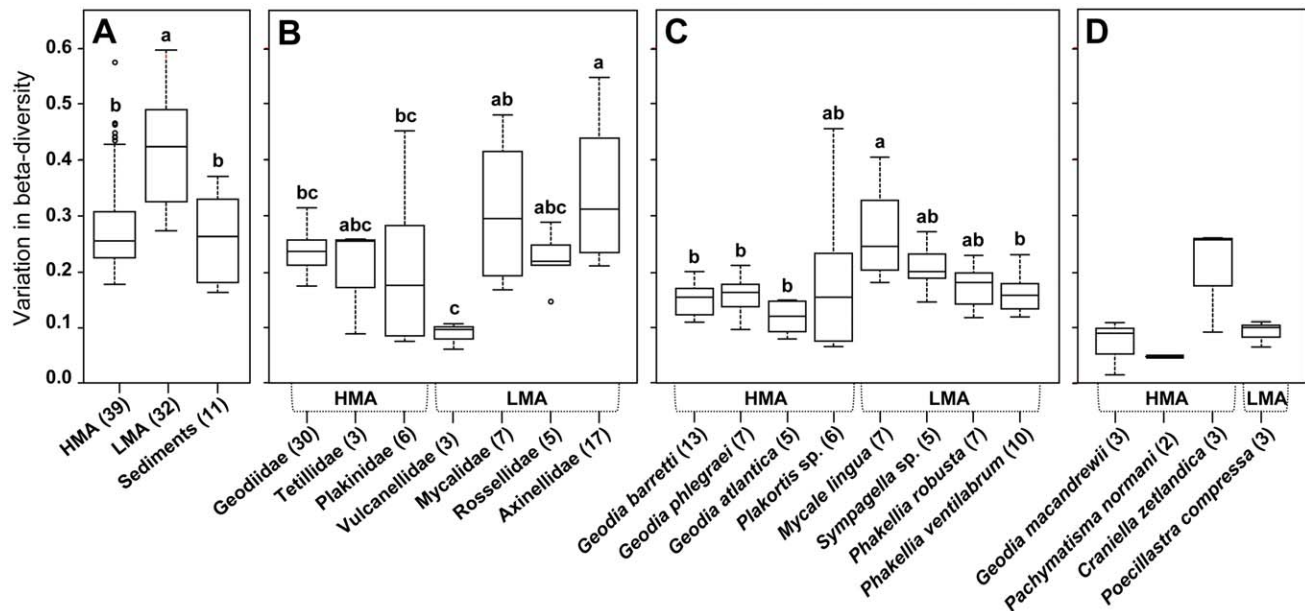 A
B
C
D
Variation in beta-diversity
0.6
0.5
0.4
0.3
0.2
0.1
0.0
b
a
b
bc
abc
bc
c
ab
abc
a
b
b
b
ab
a
ab
ab
b
HMA
LMA
HMA
LMA
HMA
LMA
HMA (39)
LMA (32)
Sediments (11)
Geodiidae (30)
Tetillidae (3)
Plakinidae (6)
Vulcanellidae (3)
Mycalidae (7)
Rossellidae (5)
Axinellidae (17)
Geodia barretti (13)
Geodia phlegraei (7)
Geodia atlantica (5)
Plakortis sp. (6)
Mycale lingua (7)
Sympagella sp. (5)
Phakellia robusta (7)
Phakellia ventilabrum (10)
Geodia macandrewii (3)
Pachymatisma normani (2)
Craniella zetlandica (3)
Poecillastra compressa (3)